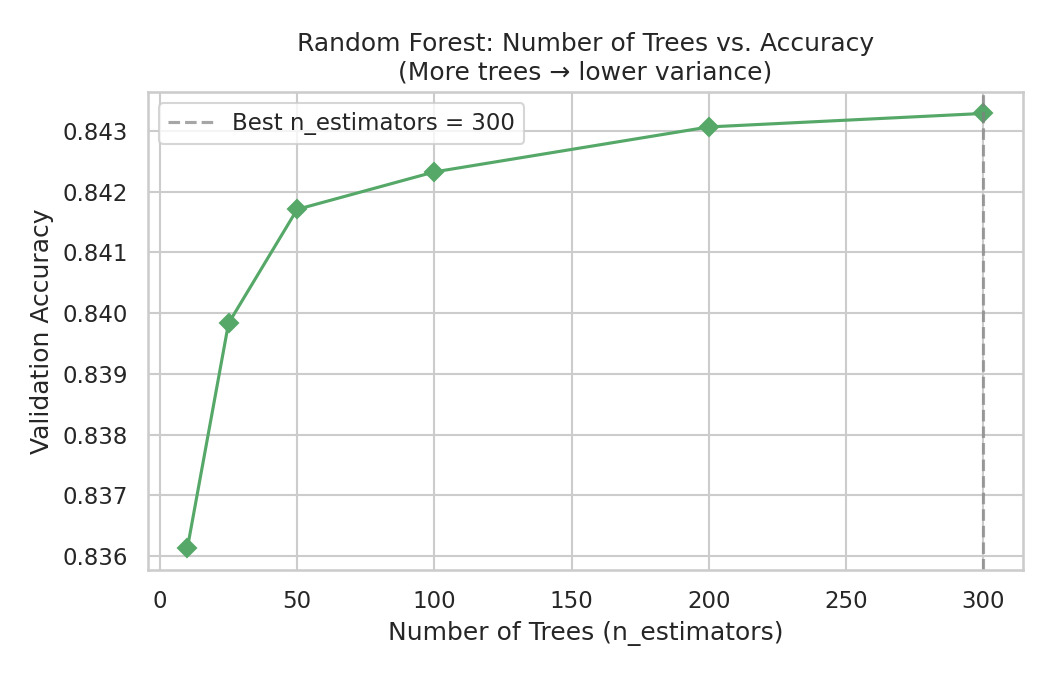 Random Forest: Number of Trees vs. Accuracy
(More trees → lower variance)
Best n_estimators = 300
Validation Accuracy
0.843
0.842
0.841
0.840
0.839
0.838
0.837
0.836
0 50 100 150 200 250 300
Number of Trees (n_estimators)